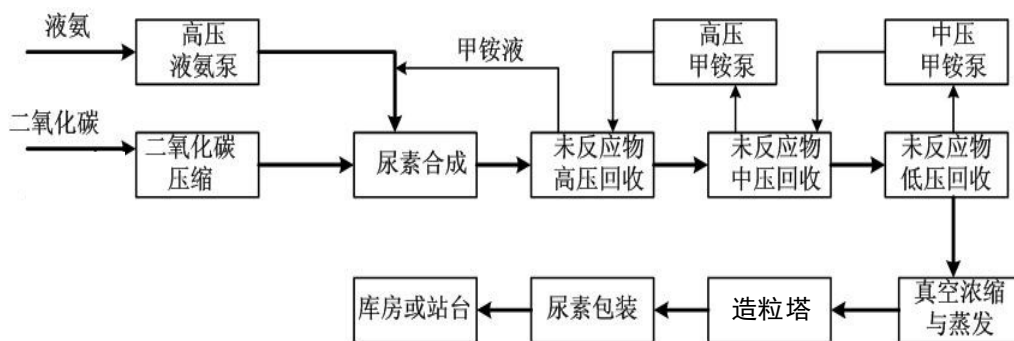 液氨
高压
液氨泵
甲铵液
高压
甲铵泵
中压
甲铵泵
二氧化碳
二氧化碳
压缩
尿素合成
未反应物
高压回收
未反应物
中压回收
未反应物
低压回收
库房或站台
尿素包装
造粒塔
真空浓缩
与蒸发